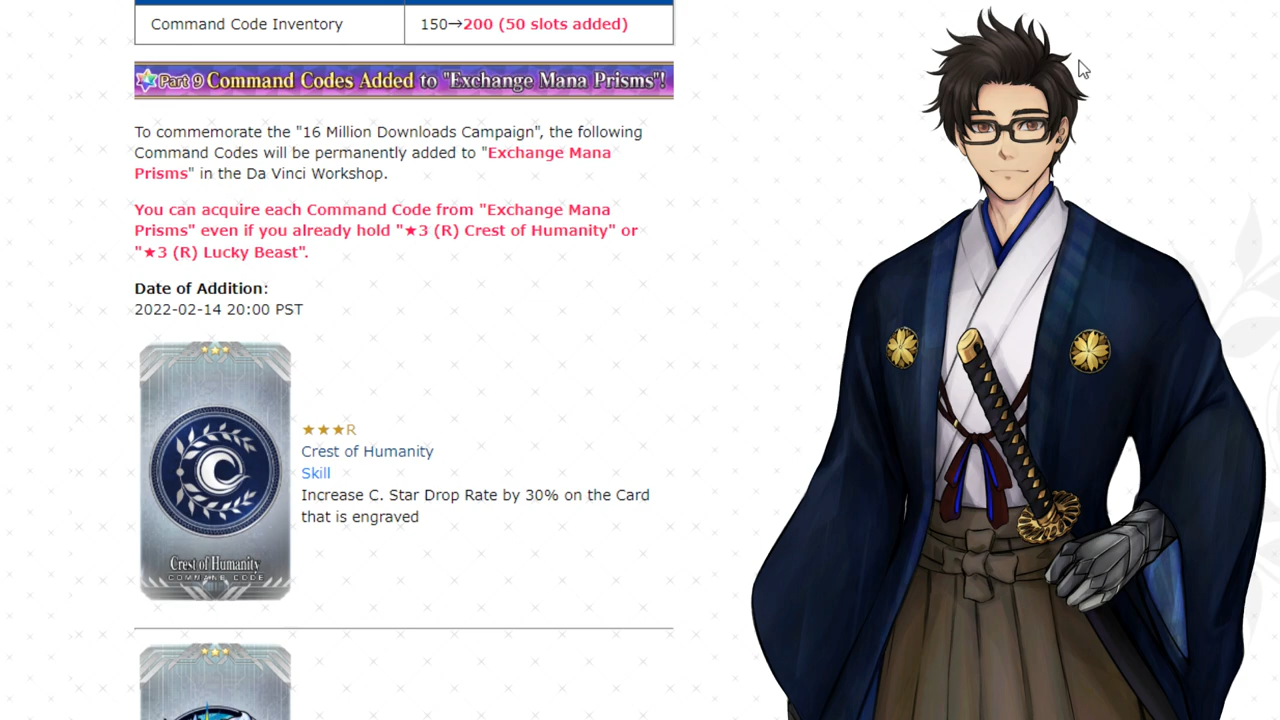 Command Code Inventory 150→200 (50 slots added)
Part 9 Command Codes Added to "Exchange Mana Prisms"!
To commemorate the "16 Million Downloads Campaign", the following
Command Codes will be permanently added to "Exchange Mana
Prisms" in the Da Vinci Workshop.
You can acquire each Command Code from "Exchange Mana
Prisms" even if you already hold "★3 (R) Crest of Humanity" or
"★3 (R) Lucky Beast".
Date of Addition:
2022-02-14 20:00 PST
★★★R
Crest of Humanity
Skill
Increase C. Star Drop Rate by 30% on the Card
that is engraved
Crest of Humanity
COMMAND CODE